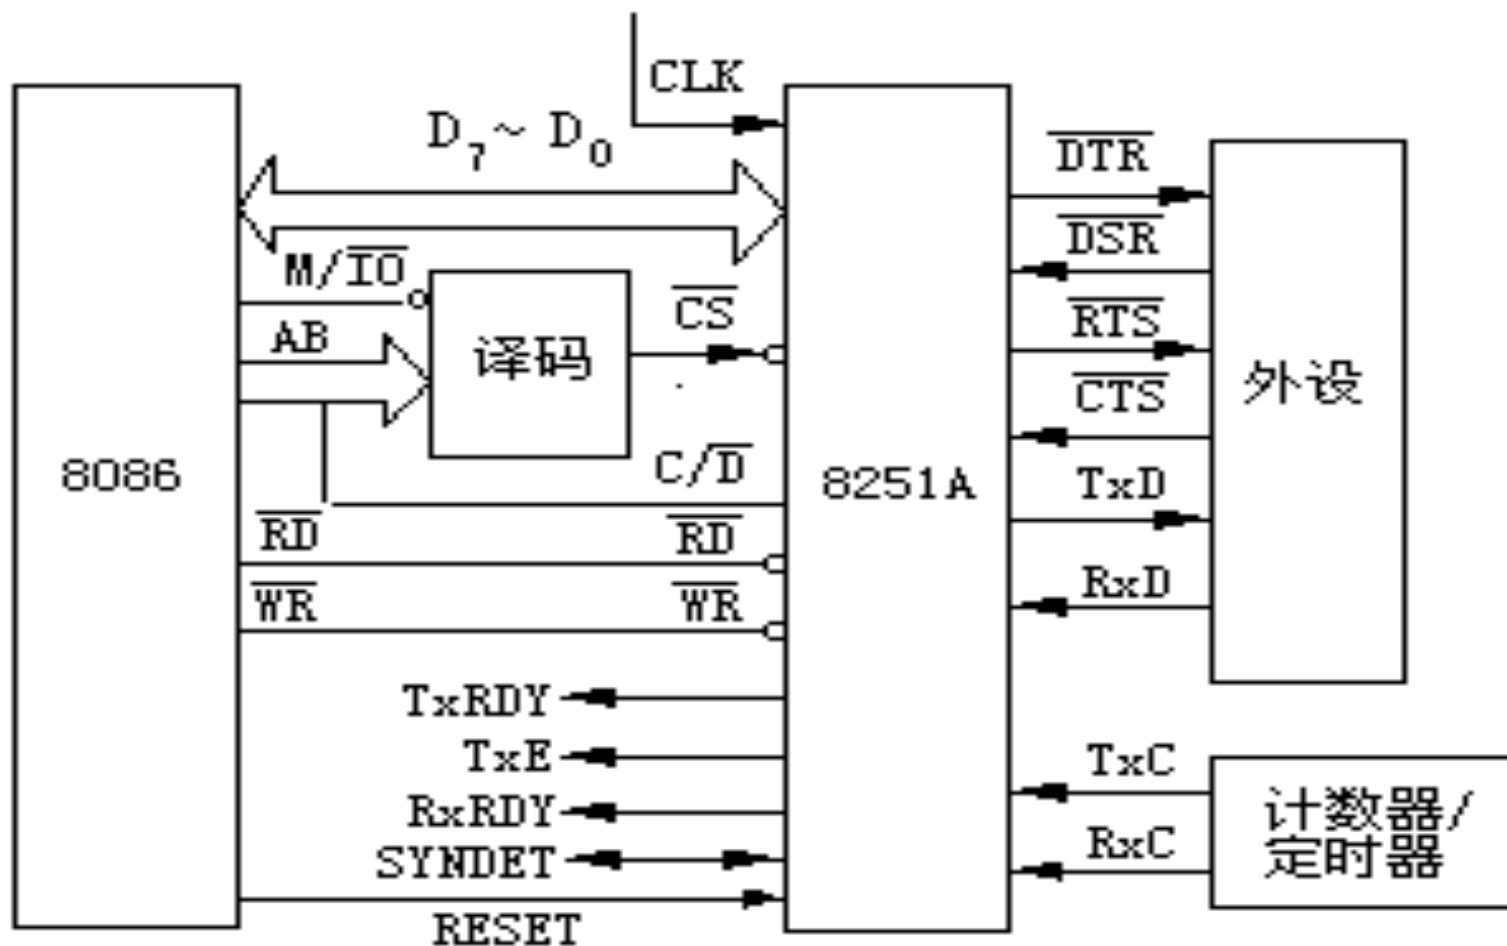 CLK
D7~D0
M/IO
AB
译码
CS
8086
C/D
RD
RD
WR
WR
TxRDY
TxE
RxRDY
SYNDET
RESET
8251A
DTR
DSR
RTS
CTS
TxD
RxD
外设
TxC
RxC
计数器/
定时器